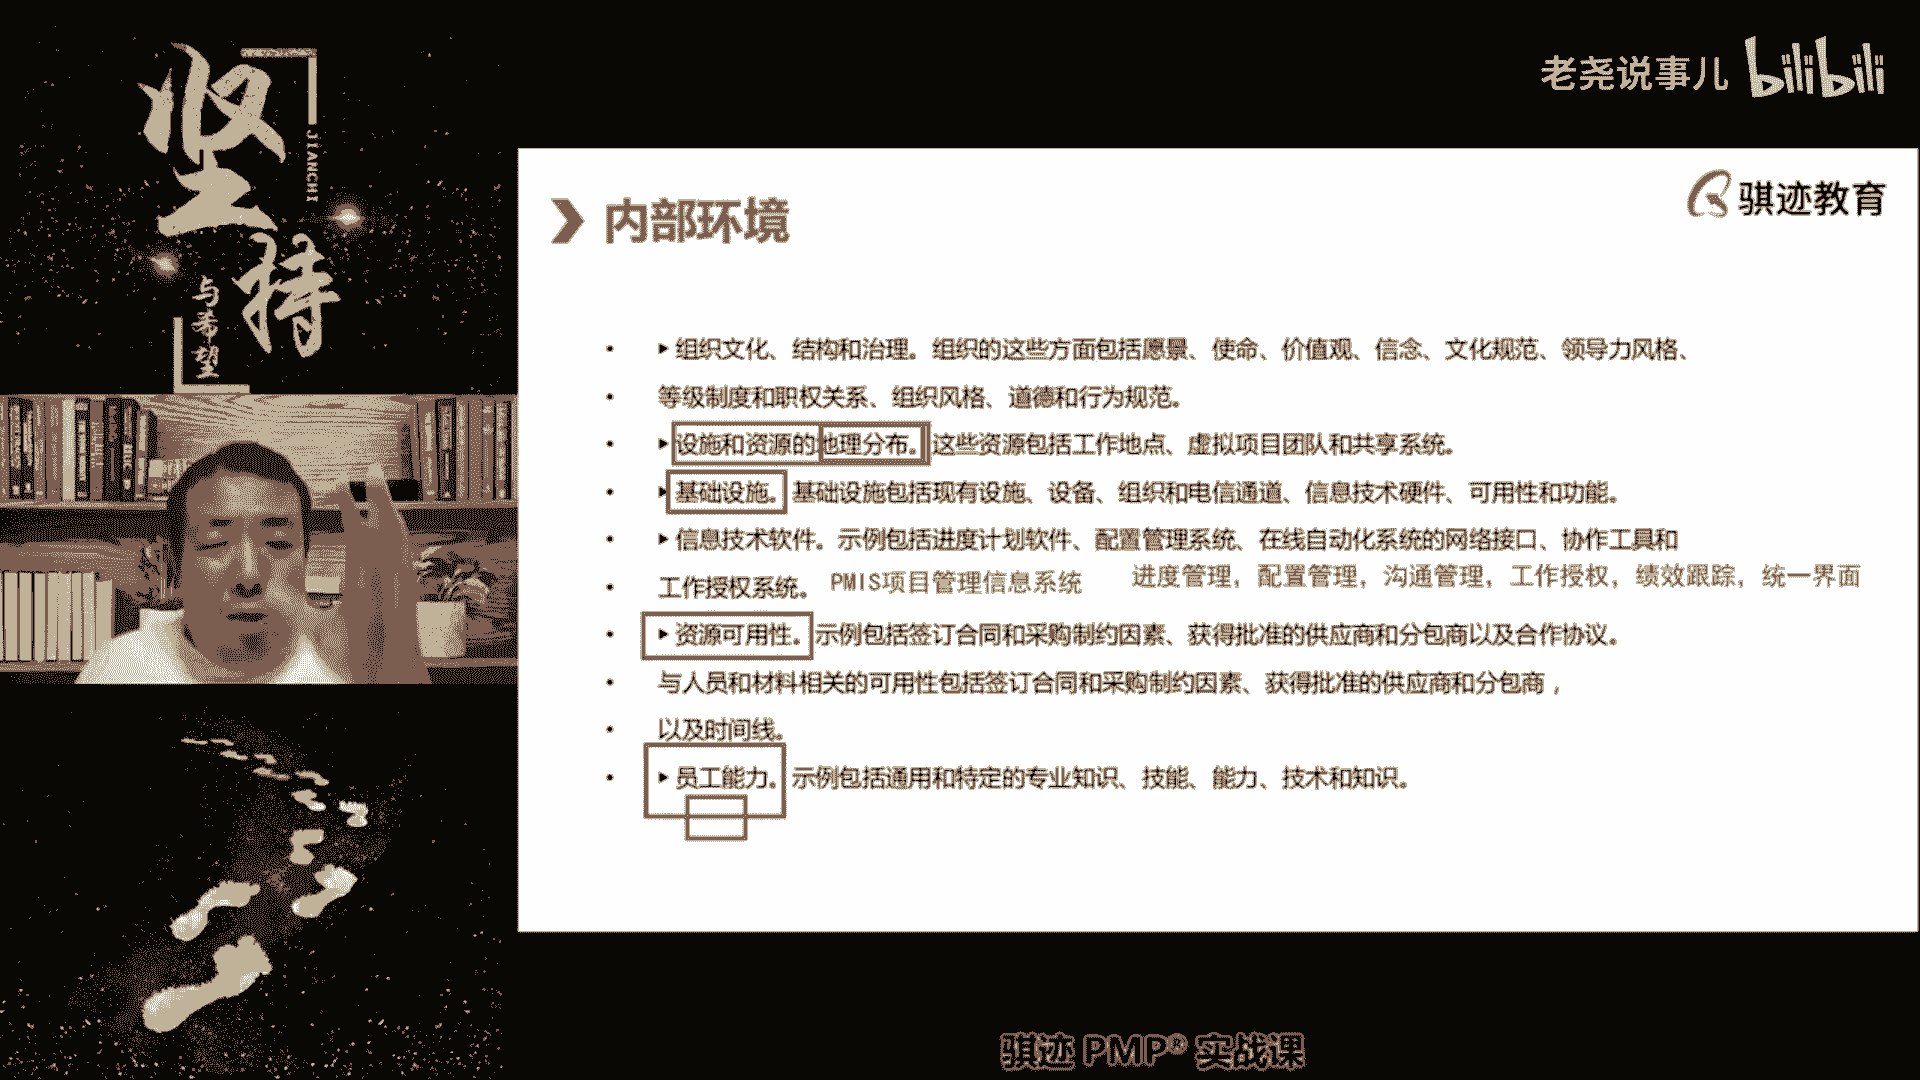 坚持
JIANCHI
与希望
老尧说事儿 bilibili
骐迹教育
内部环境
• ▶ 组织文化、结构和治理。组织的这些方面包括愿景、使命、价值观、信念、文化规范、领导力风格、
• 等级制度和职权关系、组织风格、道德和行为规范。
• ▶ 设施和资源的地理分布。这些资源包括工作地点、虚拟项目团队和共享系统。
• ▶ 基础设施。基础设施包括现有设施、设备、组织和电信通道、信息技术硬件、可用性和功能。
• ▶ 信息技术软件。示例包括进度计划软件、配置管理系统、在线自动化系统的网络接口、协作工具和
• 工作授权系统。 PMIS项目管理信息系统 进度管理，配置管理，沟通管理，工作授权，绩效跟踪，统一界面
• ▶ 资源可用性。示例包括签订合同和采购制约因素、获得批准的供应商和分包商以及合作协议。
• 与人员和材料相关的可用性包括签订合同和采购制约因素、获得批准的供应商和分包商，
• 以及时间线。
• ▶ 员工能力。示例包括通用和特定的专业知识、技能、能力、技术和知识。
骐迹 PMP® 实战课